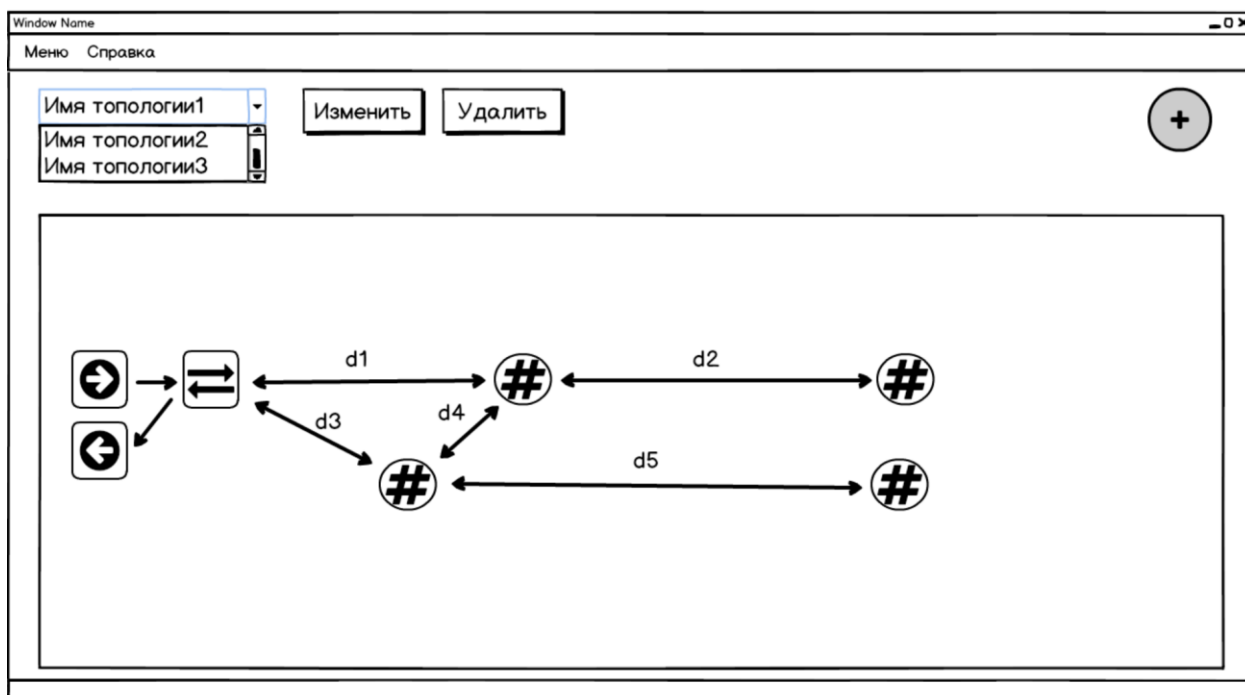 Window Name
Меню Справка
Имя топологии1
Изменить
Удалить
+
Имя топологии2
Имя топологии3
d1
d2
d3
d4
d5
#
#
#
#